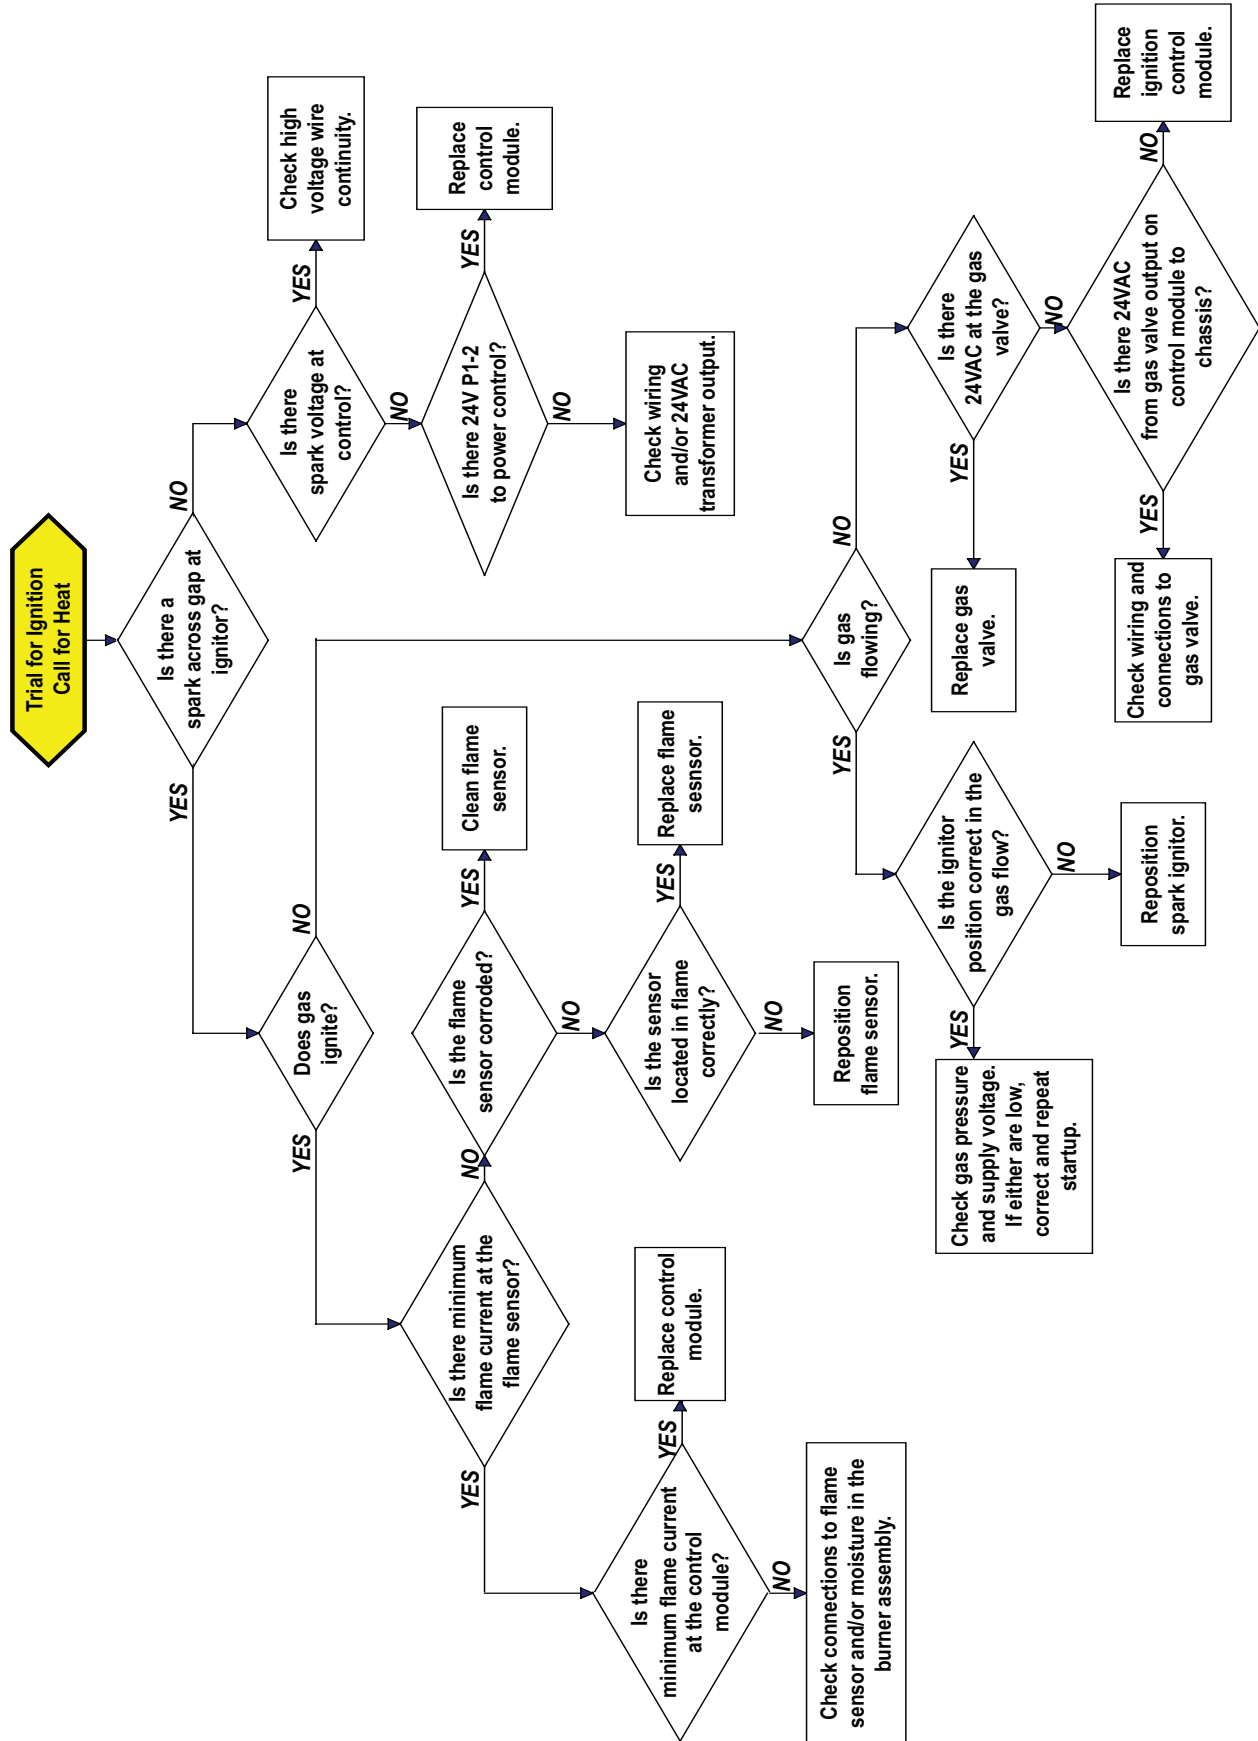 Trial for Ignition
Call for Heat
Is there a
spark across gap at
ignitor?
YES
NO
Does gas
ignite?
YES
NO
Is there
spark voltage at
control?
YES
NO
Check high
voltage wire
continuity.
Is there 24V P1-2
to power control?
YES
NO
Replace
control
module.
Check wiring
and/or 24VAC
transformer output.
Is there minimum
flame current at the
flame sensor?
YES
NO
Is the flame
sensor corroded?
YES
NO
Clean flame
sensor.
Is there
minimum flame current
at the control
module?
YES
NO
Replace control
module.
Check connections to flame
sensor and/or moisture in the
burner assembly.
Is the sensor
located in flame
correctly?
YES
NO
Replace flame
sesnsor.
Reposition
flame sensor.
Is gas
flowing?
YES
NO
Is the ignitor
position correct in the
gas flow?
YES
NO
Check gas pressure
and supply voltage.
If either are low,
correct and repeat
startup.
Reposition
spark ignitor.
Is there
24VAC at the gas
valve?
YES
NO
Replace gas
valve.
Is there 24VAC
from gas valve output on
control module to
chassis?
YES
NO
Check wiring and
connections to
gas valve.
Replace
ignition
control
module.